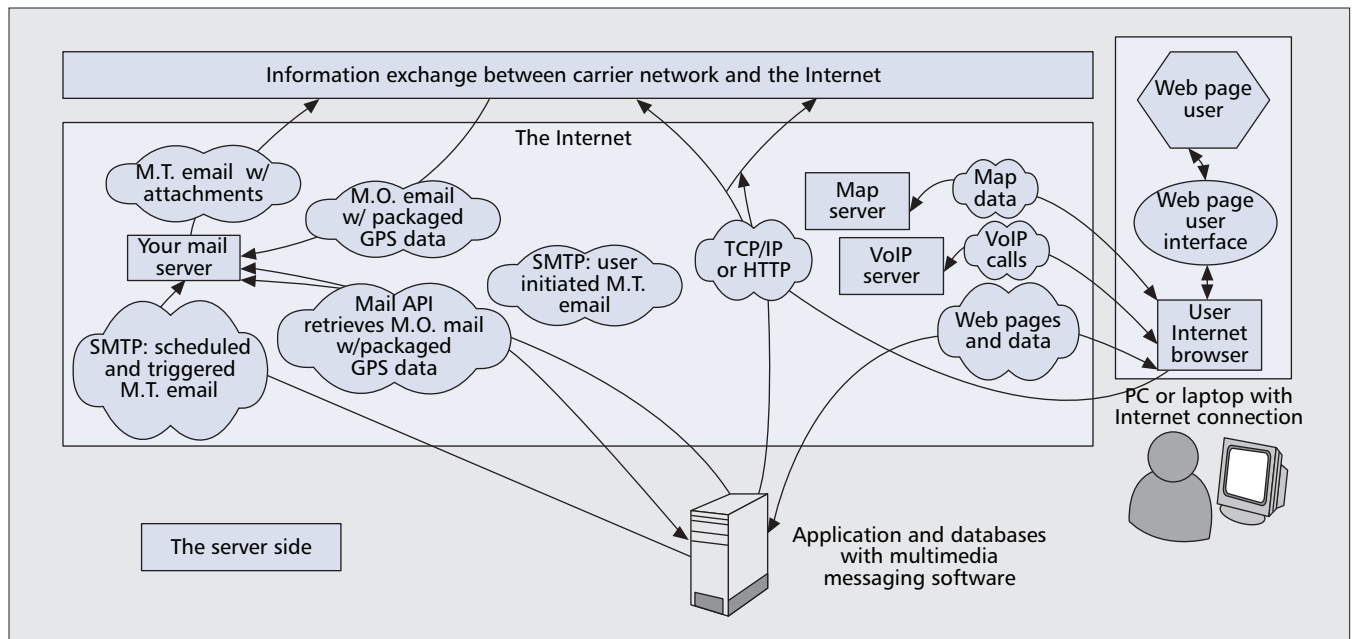 Information exchange between carrier network and the Internet
The Internet
M.T. email w/
attachments
M.O. email
w/ packaged
GPS data
Your mail
server
SMTP: scheduled
and triggered
M.T. email
Mail API
retrieves M.O. mail
w/packaged
GPS data
SMTP: user
initiated M.T.
email
TCP/IP
or HTTP
Map
server
Map
data
VoIP
server
VoIP
calls
Web pages
and data
Web page
user
Web page
user
interface
User
Internet
browser
PC or laptop with
Internet connection
The server side
Application and databases
with multimedia
messaging software